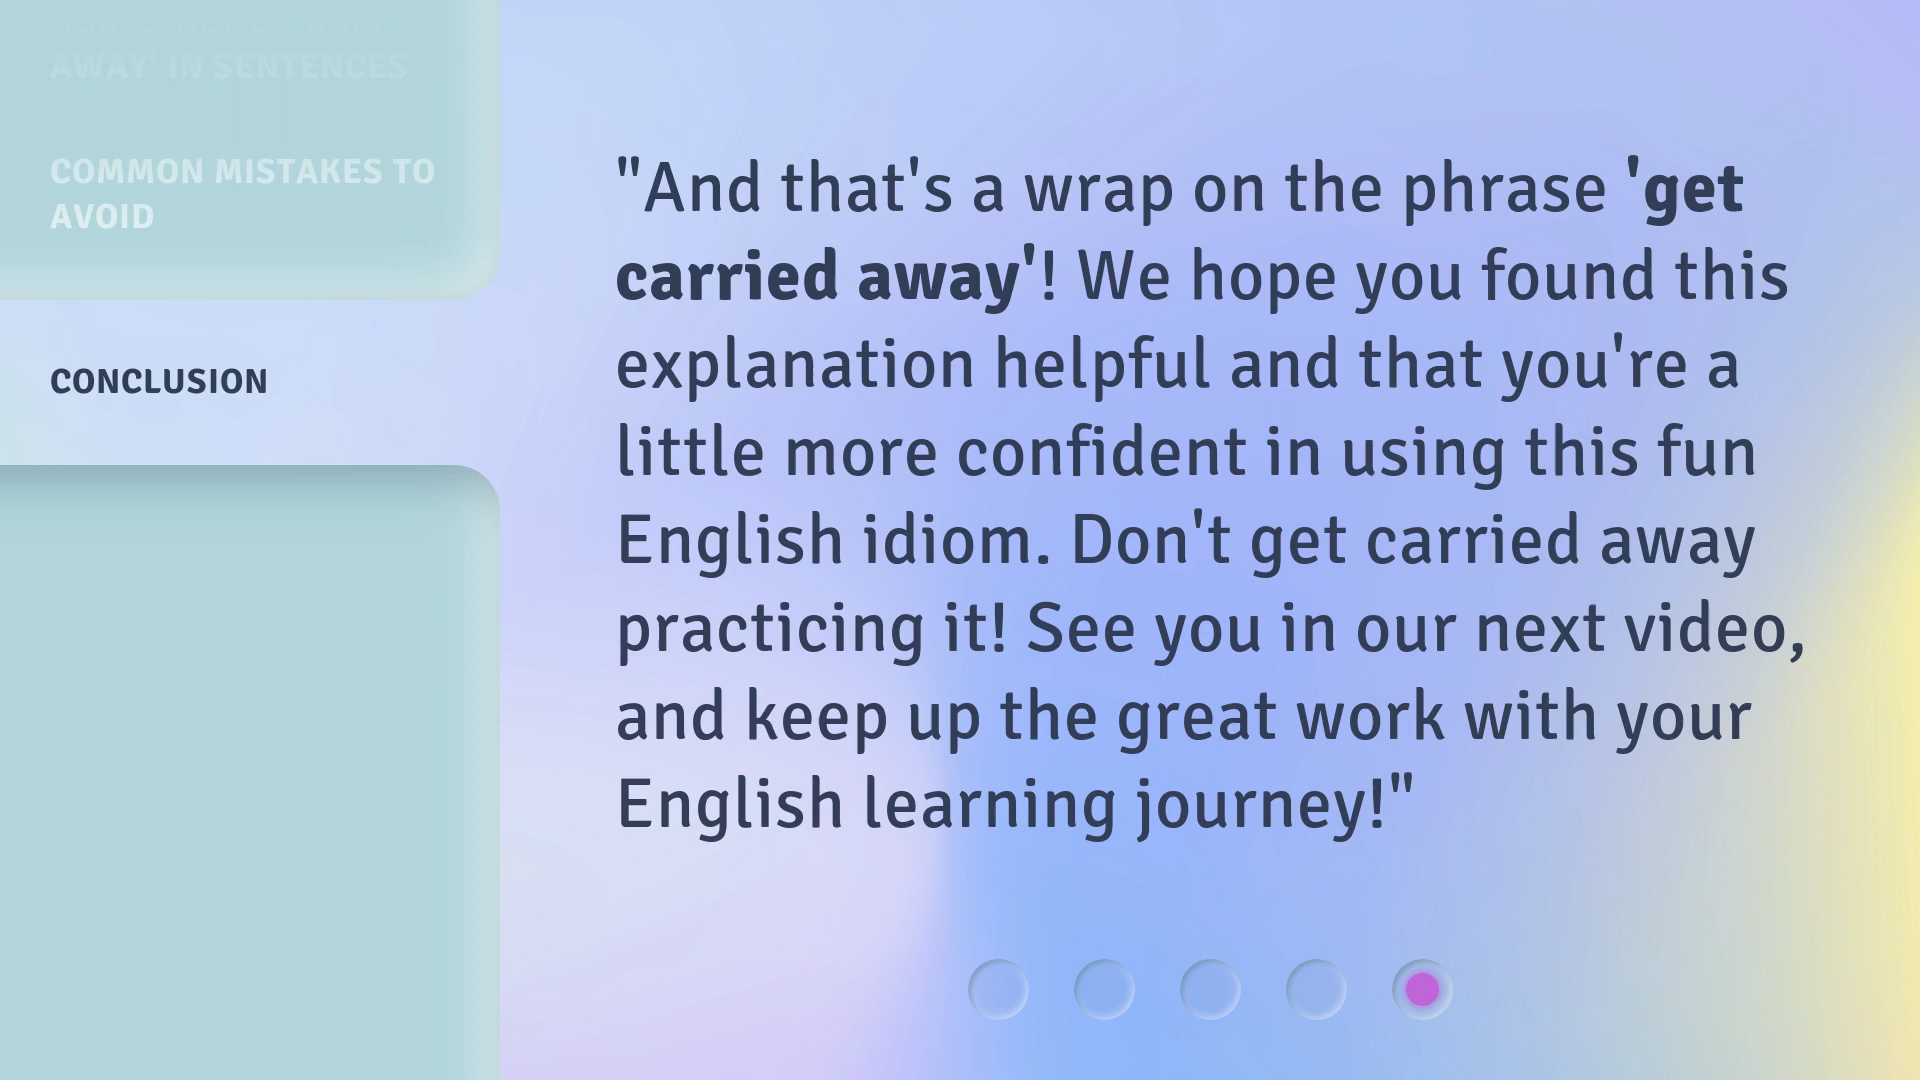 AWAY' IN SENTENCES
COMMON MISTAKES TO
AVOID
CONCLUSION
"And that's a wrap on the phrase 'get
carried away'! We hope you found this
explanation helpful and that you're a
little more confident in using this fun
English idiom. Don't get carried away
practicing it! See you in our next video,
and keep up the great work with your
English learning journey!"